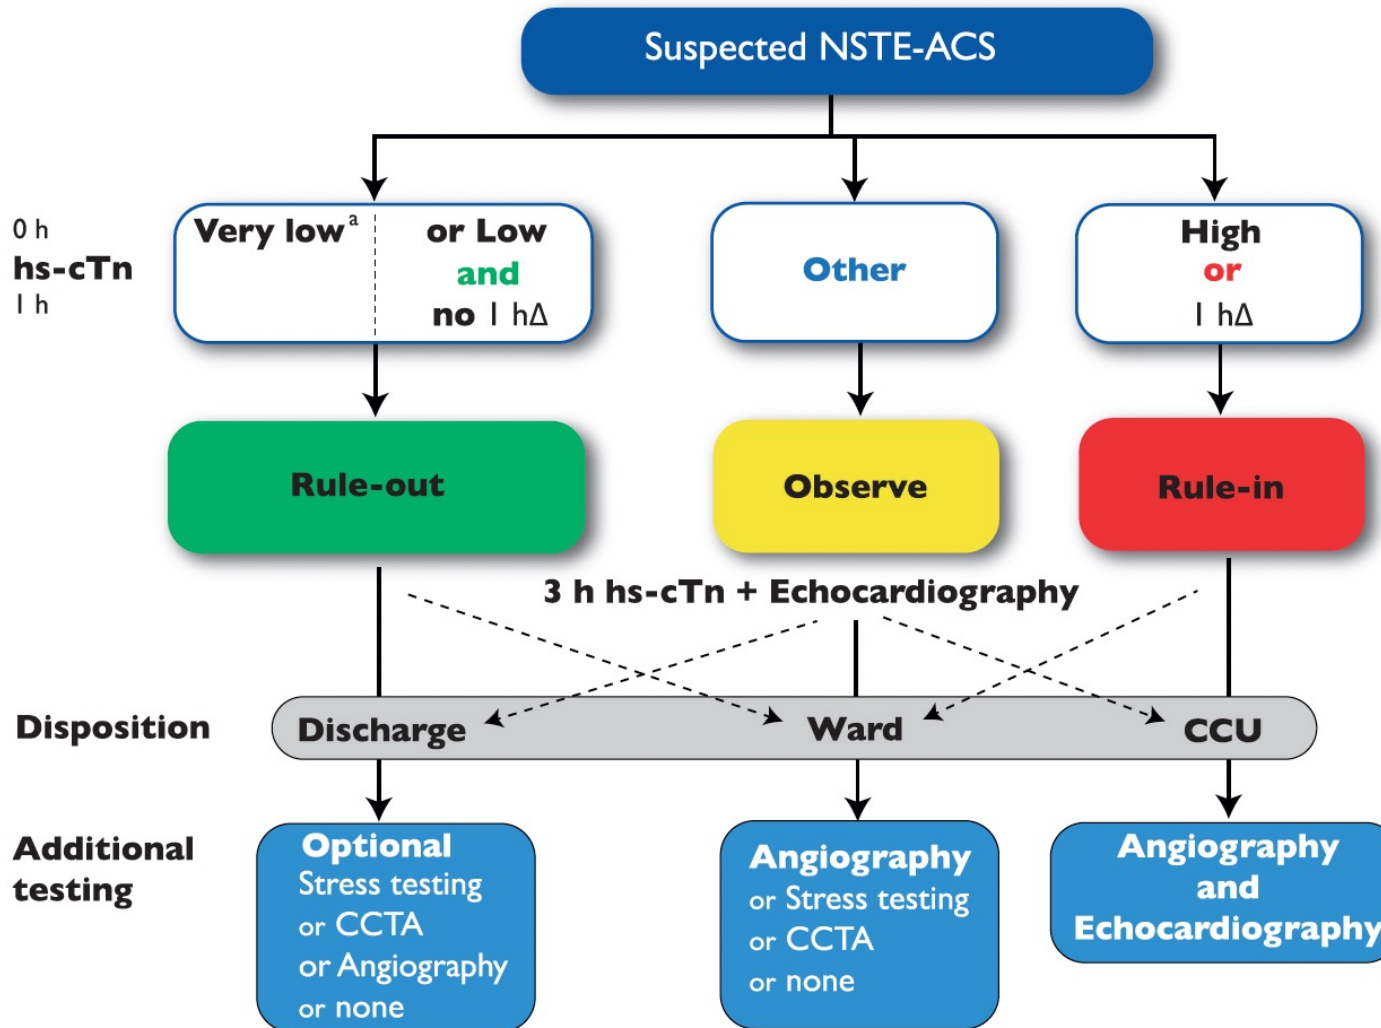 Suspected NSTE-ACS
0 h
hs-cTn
1 h
Very low a
or Low
and
no 1 hΔ
Other
High
or
1 hΔ
Rule-out
Observe
Rule-in
3 h hs-cTn + Echocardiography
Disposition
Discharge
Ward
CCU
Additional
testing
Optional
Stress testing
or CCTA
or Angiography
or none
Angiography
or Stress testing
or CCTA
or none
Angiography
and
Echocardiography